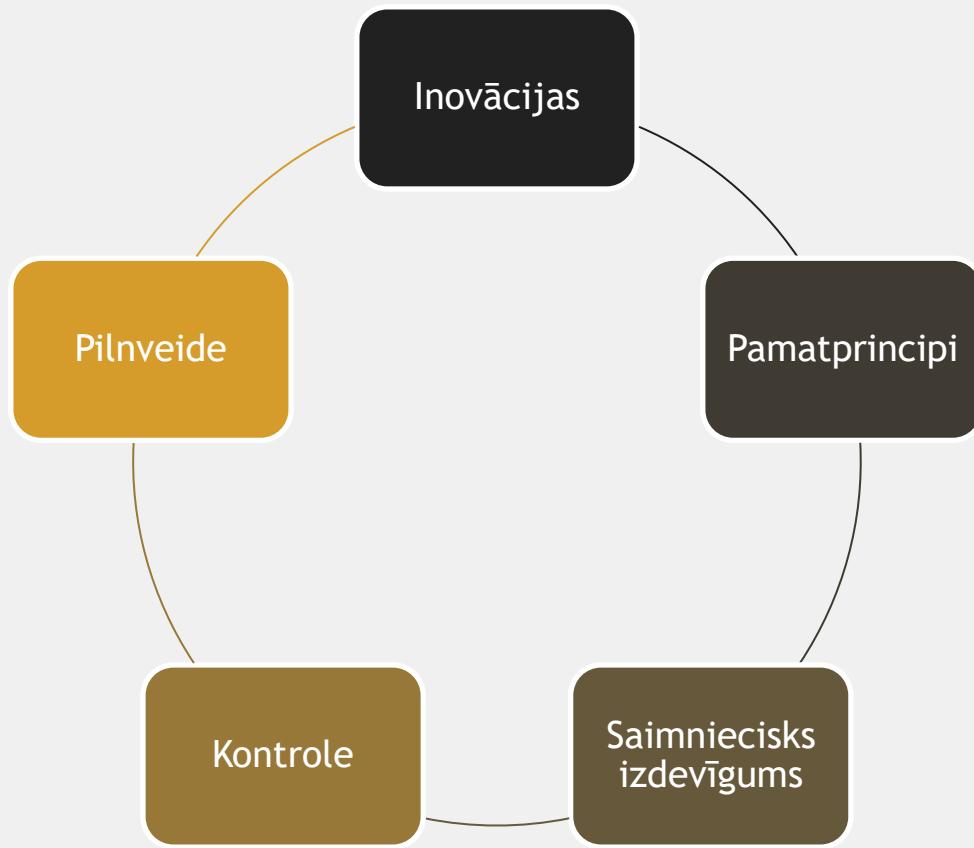 Inovācijas
Pamatprincipi
Saimniecisks
izdevīgums
Kontrole
Pilnveide